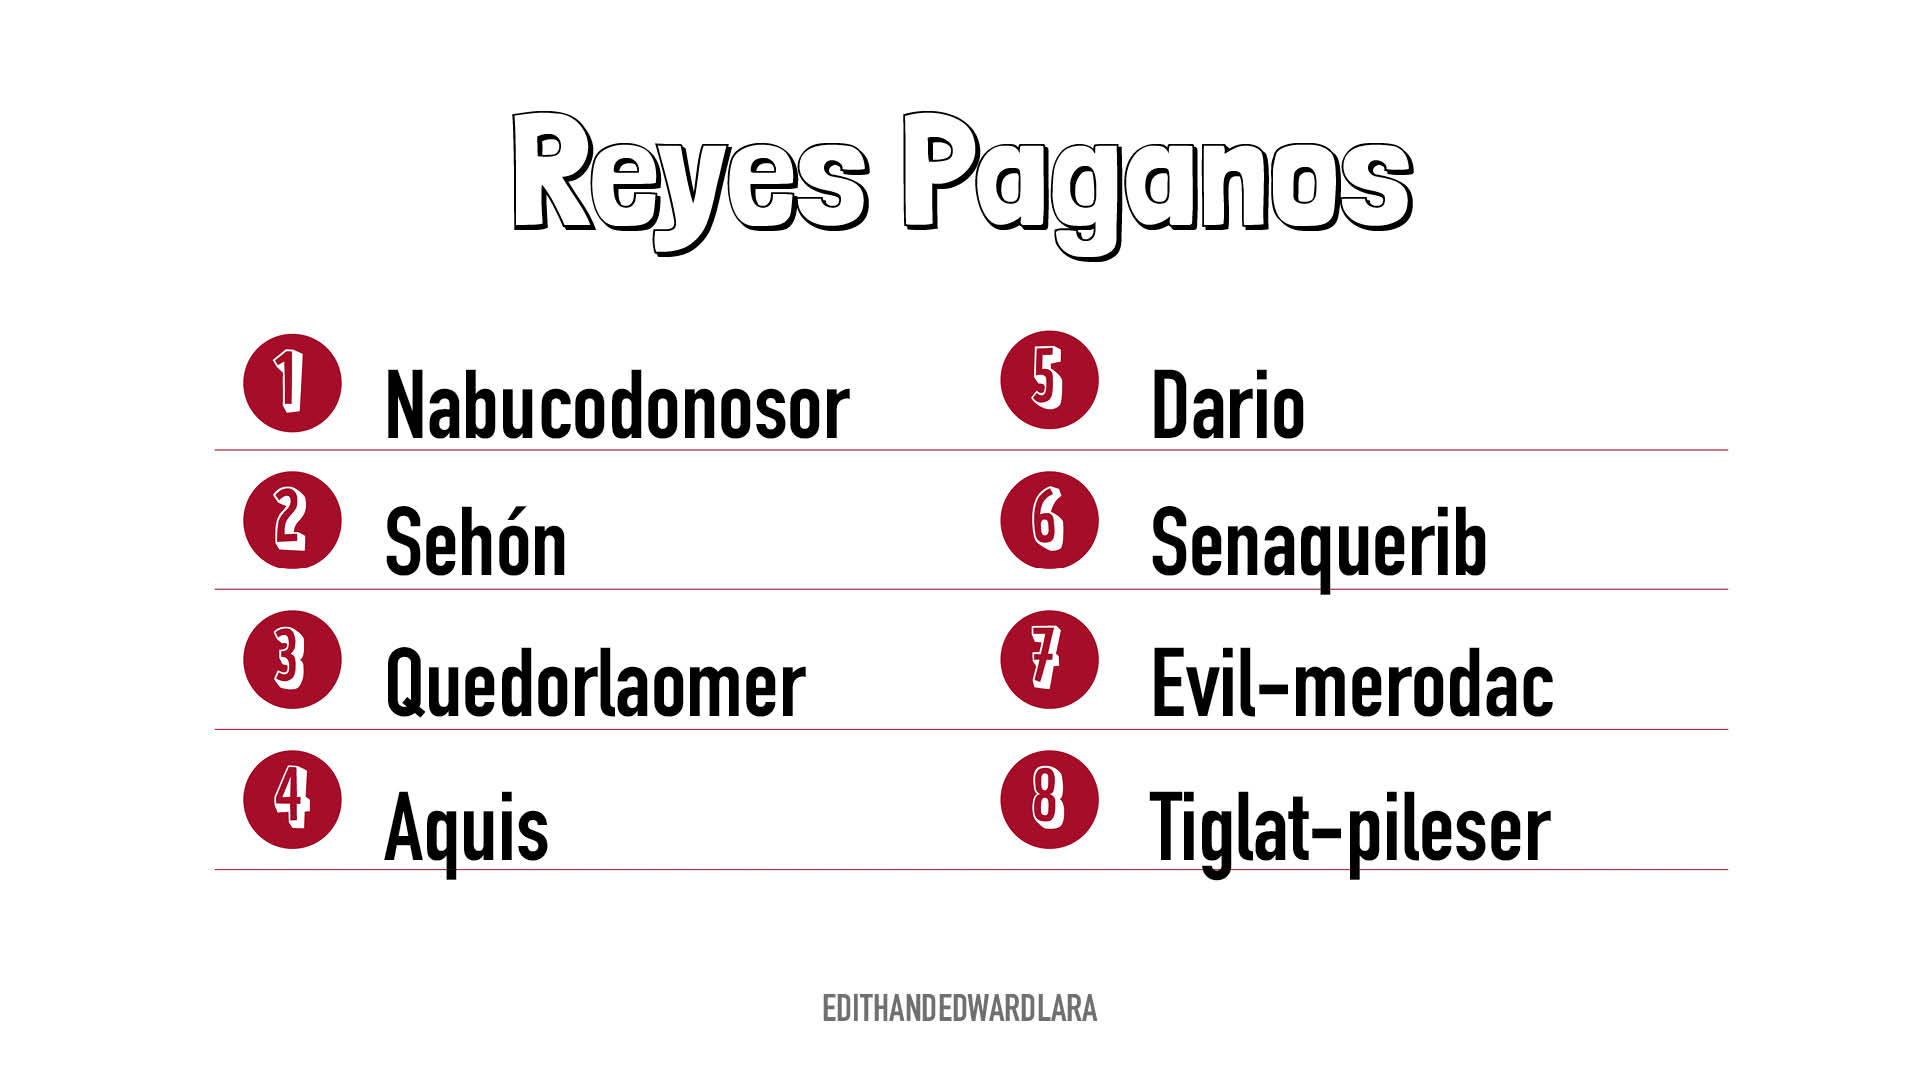 Reyes Paganos
1 Nabucodonosor
2 Sehón
3 Quedorlaomer
4 Aquis
5 Dario
6 Senaquerib
7 Evil-merodac
8 Tiglat-pileser
EDITHANDEDWARDLARA